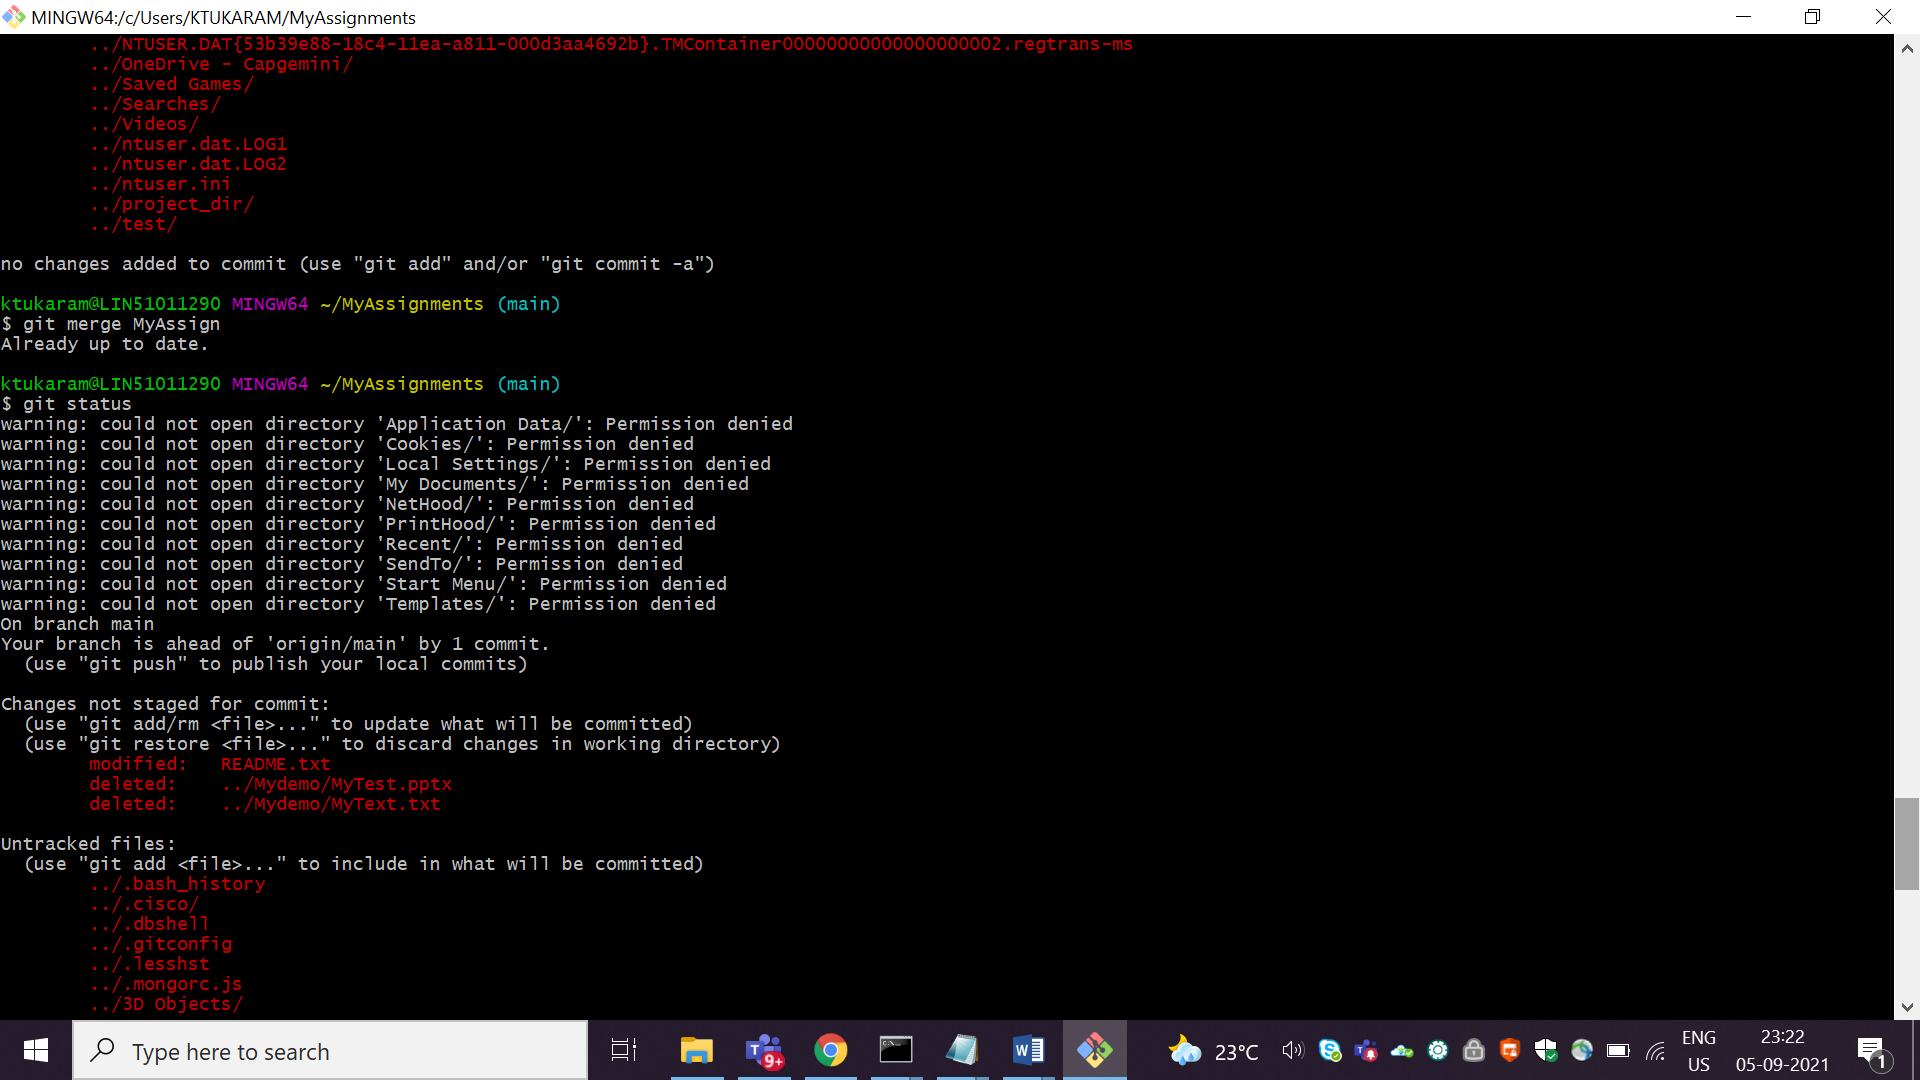 MINGW64:/c/Users/KTUKARAM/MyAssignments
../NTUSER.DAT{53b39e88-18c4-11ea-a811-000d3aa4692b}.TMContainer00000000000000000002.regtrans-ms
../OneDrive - Capgemini/
../Saved Games/
../Searches/
../Videos/
../ntuser.dat.LOG1
../ntuser.dat.LOG2
../ntuser.ini
../project_dir/
../test/
no changes added to commit (use "git add" and/or "git commit -a")
ktukaram@LIN51011290 MINGW64 ~/MyAssignments (main)
$ git merge MyAssign
Already up to date.
ktukaram@LIN51011290 MINGW64 ~/MyAssignments (main)
$ git status
warning: could not open directory 'Application Data/': Permission denied
warning: could not open directory 'Cookies/': Permission denied
warning: could not open directory 'Local Settings/': Permission denied
warning: could not open directory 'My Documents/': Permission denied
warning: could not open directory 'NetHood/': Permission denied
warning: could not open directory 'PrintHood/': Permission denied
warning: could not open directory 'Recent/': Permission denied
warning: could not open directory 'SendTo/': Permission denied
warning: could not open directory 'Start Menu/': Permission denied
warning: could not open directory 'Templates/': Permission denied
On branch main
Your branch is ahead of 'origin/main' by 1 commit.
(use "git push" to publish your local commits)
Changes not staged for commit:
(use "git add/rm <file>..." to update what will be committed)
(use "git restore <file>..." to discard changes in working directory)
modified: README.txt
deleted: ../Mydemo/MyTest.pptx
deleted: ../Mydemo/MyText.txt
Untracked files:
(use "git add <file>..." to include in what will be committed)
../.bash_history
../.cisco/
../.dbshell
../.gitconfig
../.lesshst
../.mongorc.js
../3D Objects/
Type here to search
9+
23°C
ENG
US
23:22
05-09-2021
1